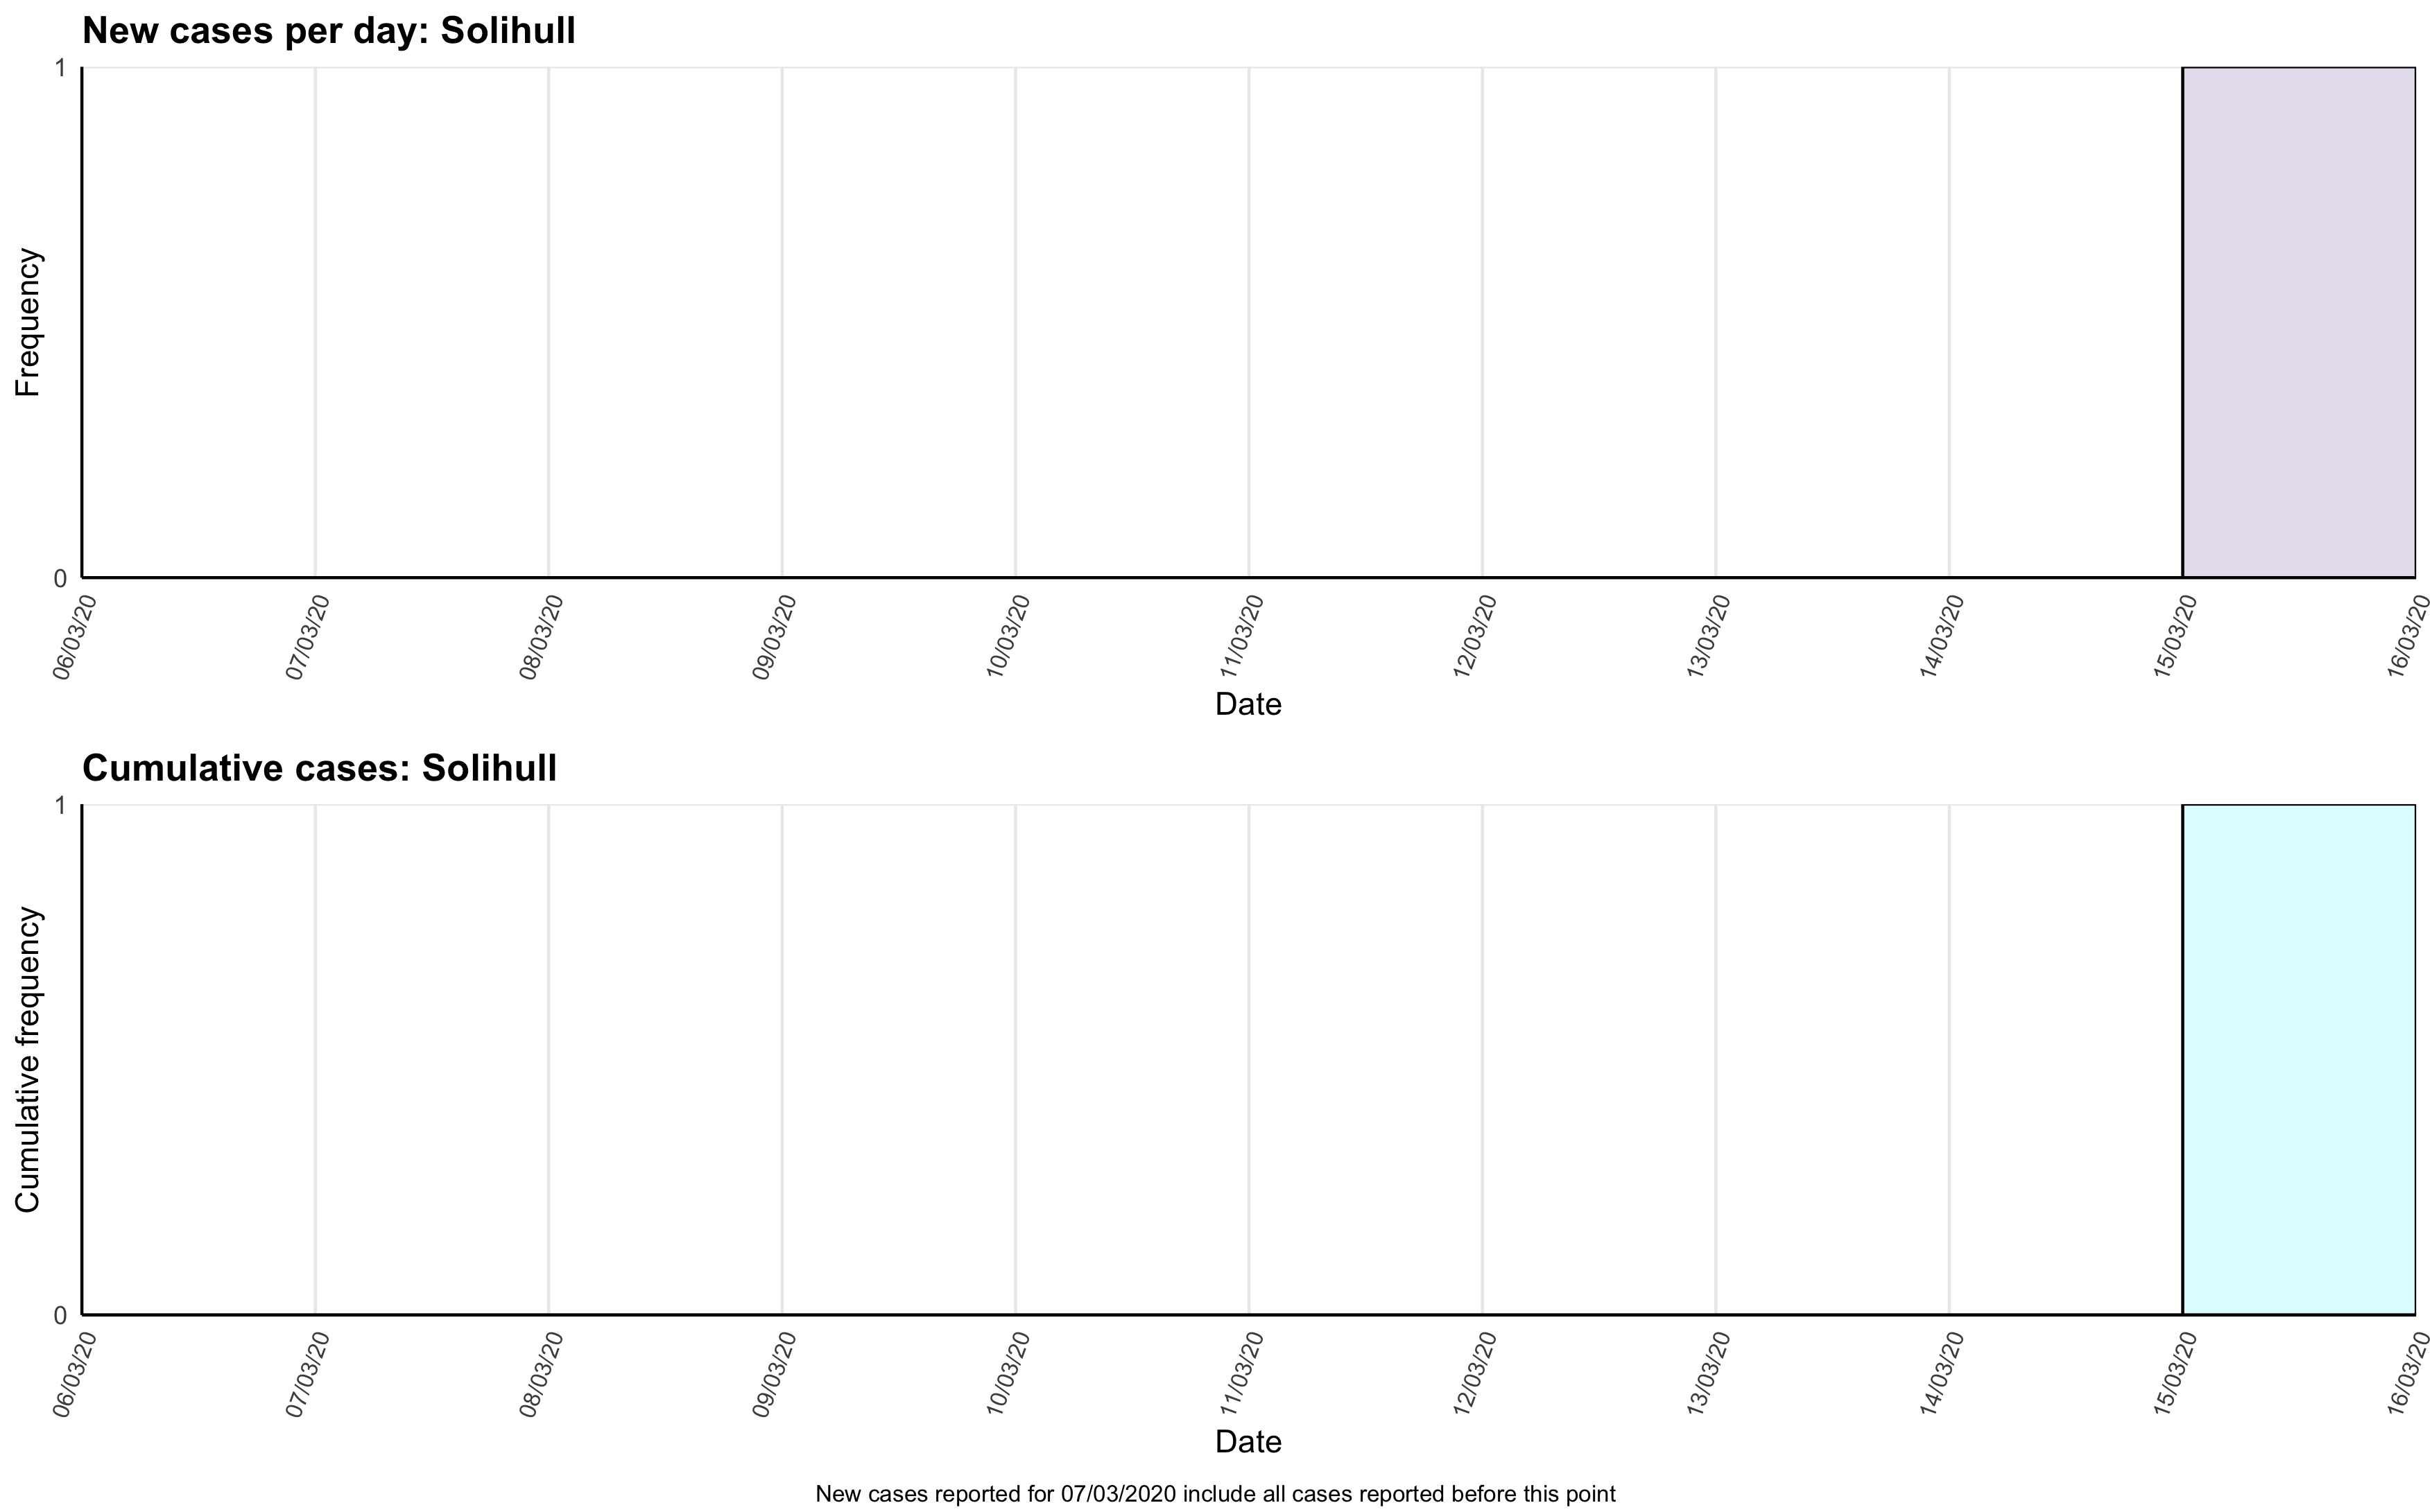 New cases per day: Solihull
1
Frequency
0
06/03/20 07/03/20 08/03/20 09/03/20 10/03/20 11/03/20 12/03/20 13/03/20 14/03/20 15/03/20 16/03/20
Date
Cumulative cases: Solihull
1
Cumulative frequency
0
06/03/20 07/03/20 08/03/20 09/03/20 10/03/20 11/03/20 12/03/20 13/03/20 14/03/20 15/03/20 16/03/20
Date
New cases reported for 07/03/2020 include all cases reported before this point